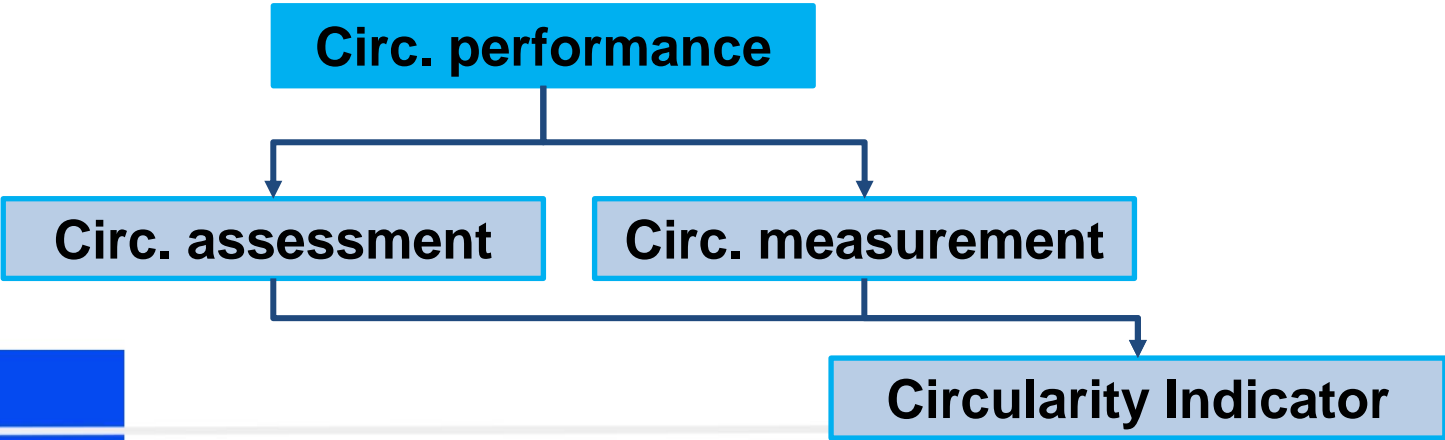 Circ. performance
Circ. assessment
Circ. measurement
Circularity Indicator